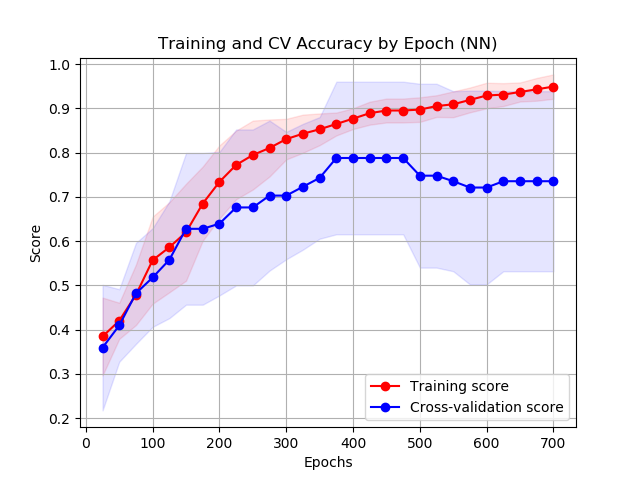 Training and CV Accuracy by Epoch (NN)
1.0
0.9
0.8
0.7
0.6
0.5
0.4
0.3
0.2
Score
0 100 200 300 400 500 600 700
Epochs
Training score
Cross-validation score